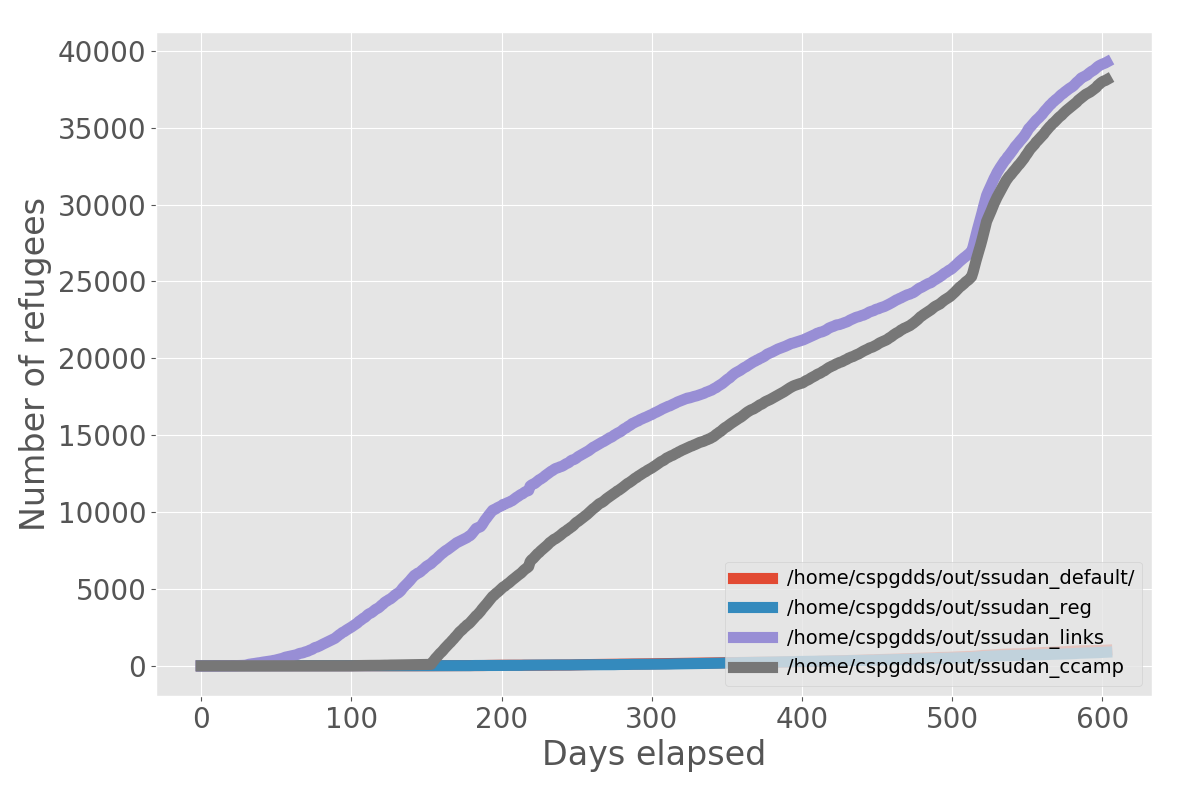 40000
35000
30000
25000
20000
15000
10000
5000
0
Number of refugees
/home/cspgdds/out/ssudan_default/
/home/cspgdds/out/ssudan_reg
/home/cspgdds/out/ssudan_links
/home/cspgdds/out/ssudan_ccamp
0 100 200 300 400 500 600
Days elapsed